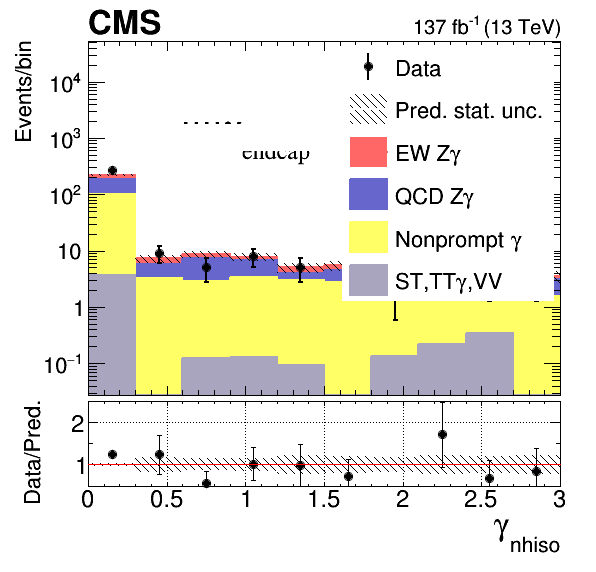 CMS 137 fb⁻¹ (13 TeV)
Events/bin
10⁴
10³
10²
10
1
10⁻¹
Data
Pred. stat. unc.
EW Zγ
QCD Zγ
Nonprompt γ
ST,TTγ,VV
endcap
Data/Pred.
2
1
0 0.5 1 1.5 2 2.5 3
γnhiso